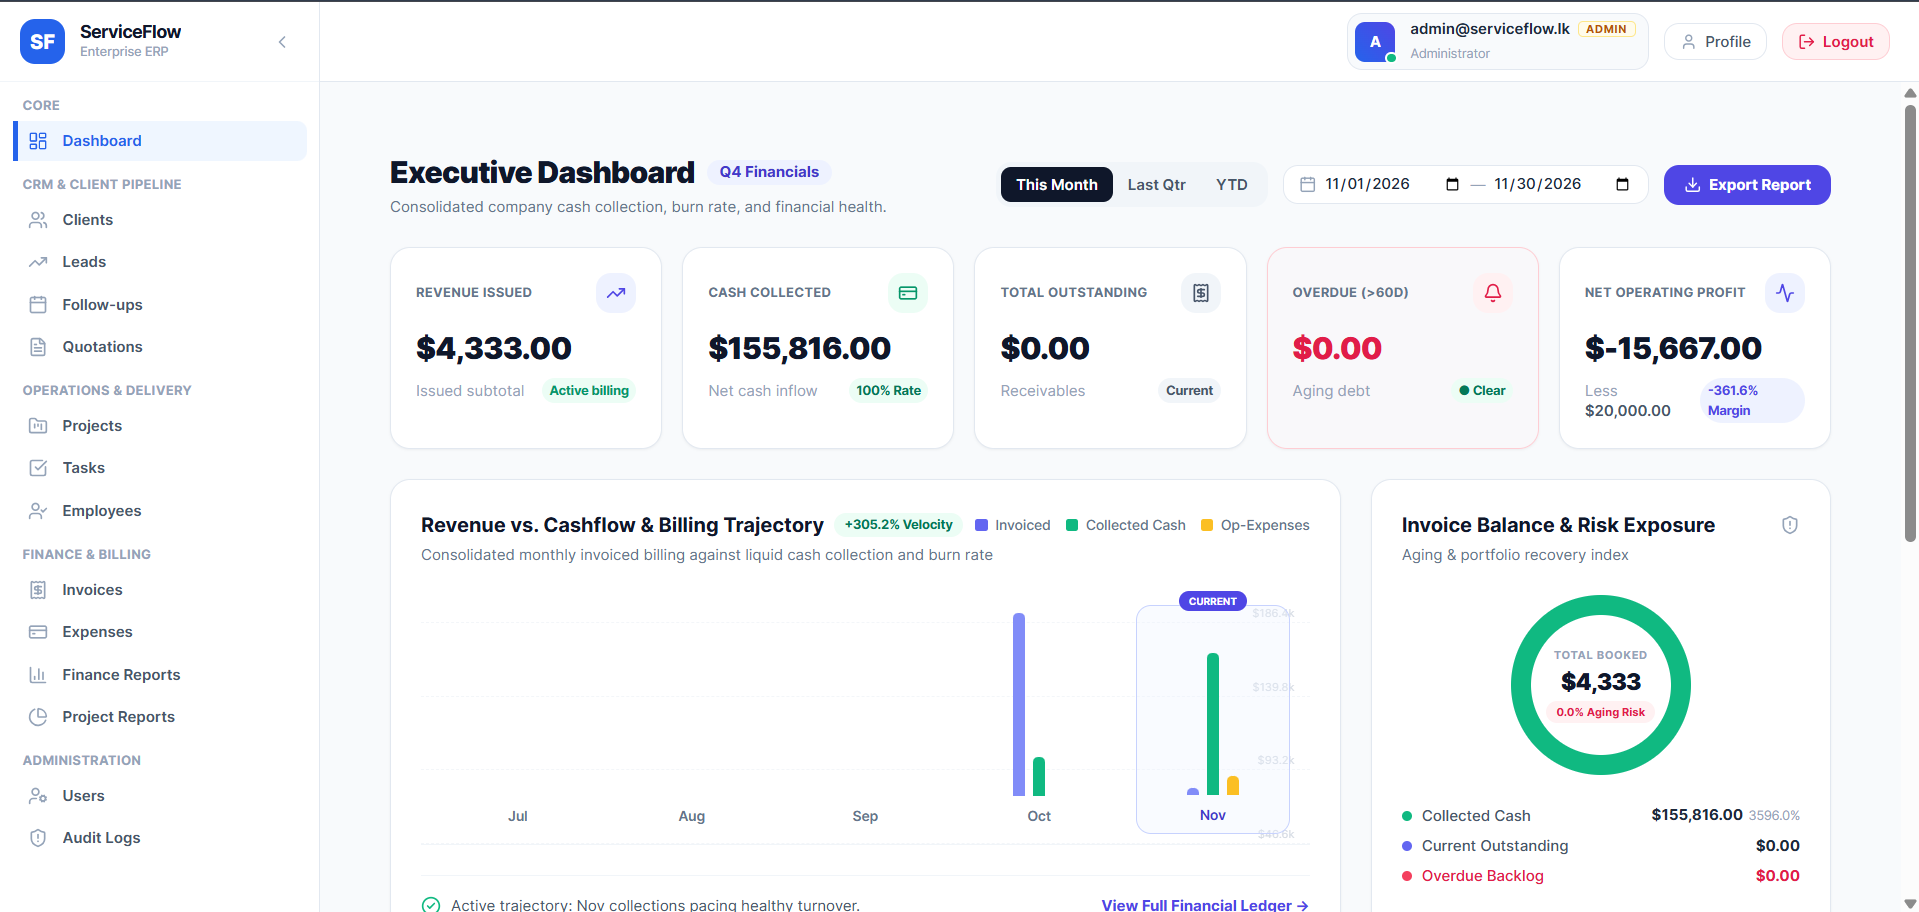 SF
ServiceFlow
Enterprise ERP
CORE
Dashboard
CRM & CLIENT PIPELINE
Clients
Leads
Follow-ups
Quotations
OPERATIONS & DELIVERY
Projects
Tasks
Employees
FINANCE & BILLING
Invoices
Expenses
Finance Reports
Project Reports
ADMINISTRATION
Users
Audit Logs
A
admin@serviceflow.lk ADMIN
Administrator
Profile
Logout
Executive Dashboard Q4 Financials
Consolidated company cash collection, burn rate, and financial health.
This Month Last Qtr YTD
11/01/2026 — 11/30/2026
Export Report
REVENUE ISSUED
$4,333.00
Issued subtotal Active billing
CASH COLLECTED
$155,816.00
Net cash inflow 100% Rate
TOTAL OUTSTANDING
$0.00
Receivables Current
OVERDUE (>60D)
$0.00
Aging debt Clear
NET OPERATING PROFIT
$-15,667.00
Less
$20,000.00
-361.6%
Margin
Revenue vs. Cashflow & Billing Trajectory +305.2% Velocity
Invoiced Collected Cash Op-Expenses
Consolidated monthly invoiced billing against liquid cash collection and burn rate
CURRENT
$186.4k
$139.8k
$93.2k
$46.6k
Jul Aug Sep Oct Nov
Active trajectory: Nov collections pacing healthy turnover.
View Full Financial Ledger →
Invoice Balance & Risk Exposure
Aging & portfolio recovery index
TOTAL BOOKED
$4,333
0.0% Aging Risk
Collected Cash $155,816.00 3596.0%
Current Outstanding $0.00
Overdue Backlog $0.00